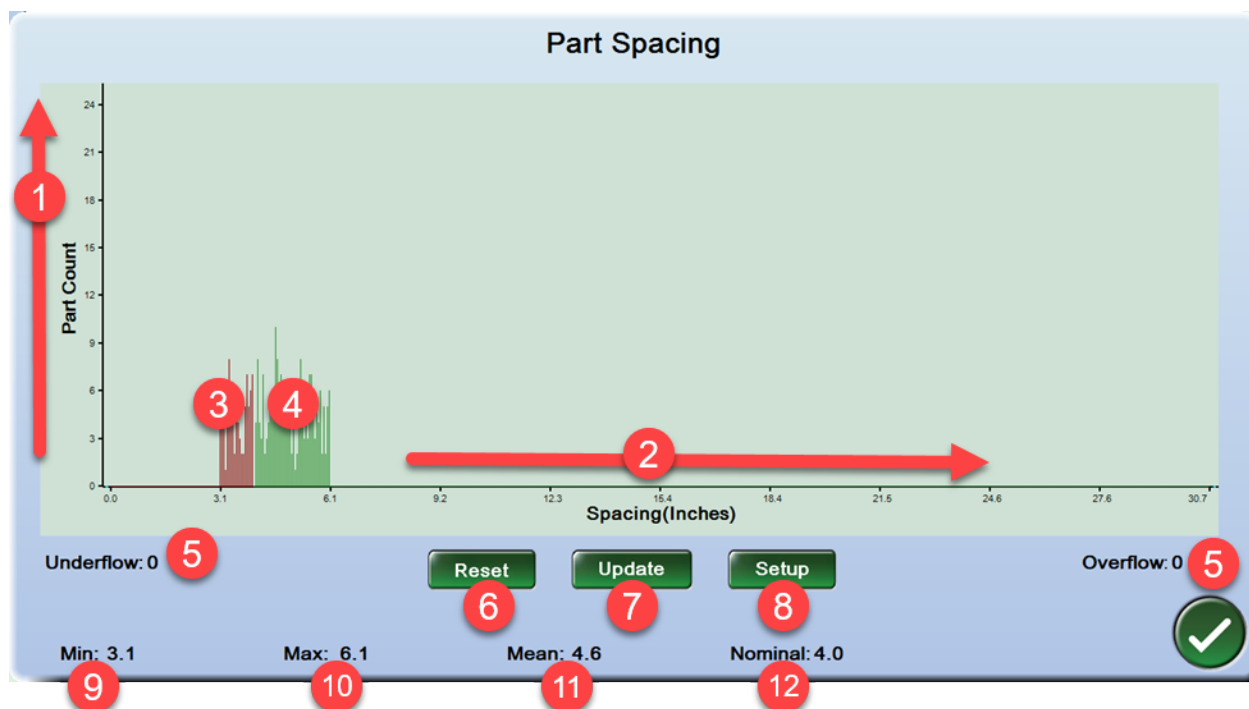 Part Spacing
24
21
1
18
15
Part Count
12
9
6
3
4
3
2
0
0.0 3.1 6.1 9.2 12.3 15.4 18.4 21.5 24.6 27.6 30.7
Spacing(Inches)
Underflow: 0 5
Reset Update Setup
Overflow: 0 5
6 7 8
Min: 3.1 Max: 6.1 Mean: 4.6 Nominal: 4.0
9 10 11 12